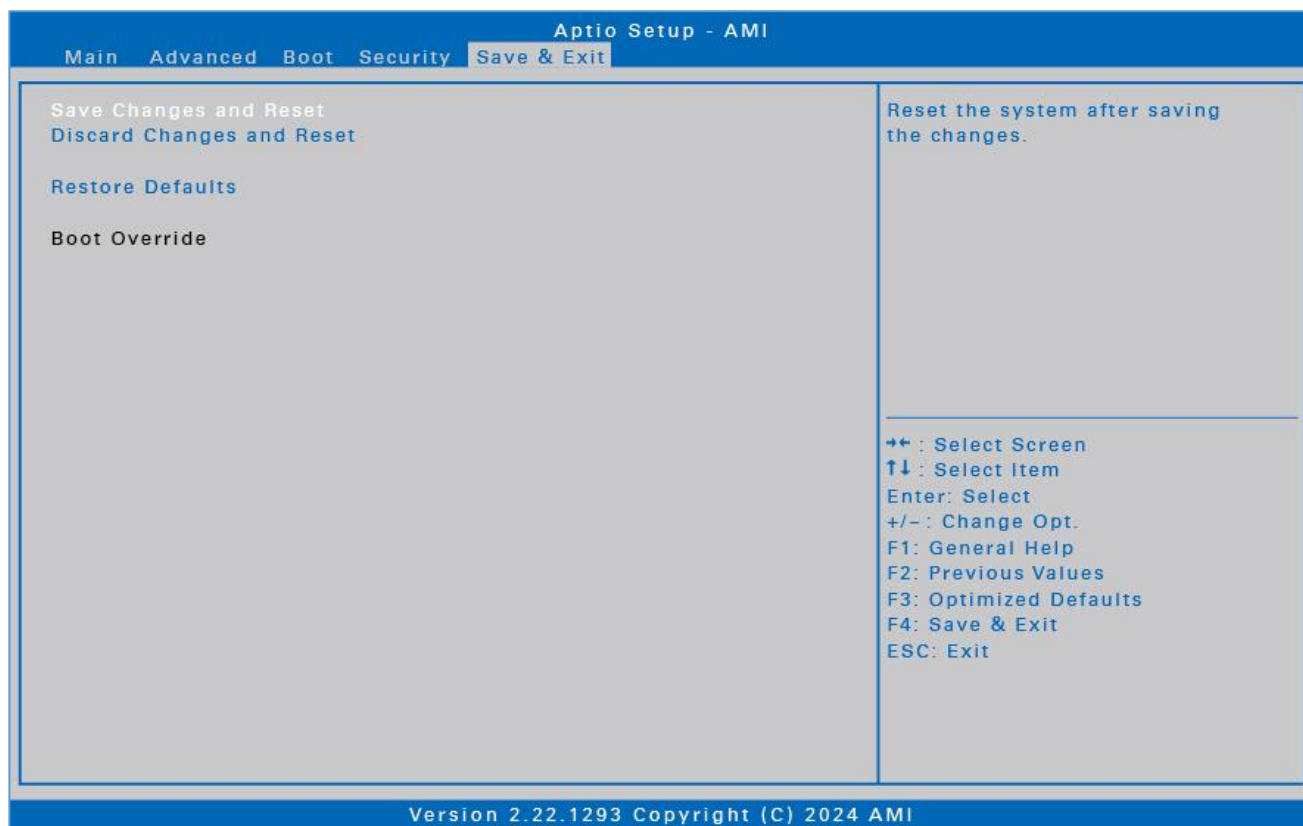 Aptio Setup - AMI
Main Advanced Boot Security Save & Exit
Save Changes and Reset
Discard Changes and Reset
Restore Defaults
Boot Override
Reset the system after saving
the changes.
→← : Select Screen
↑↓ : Select Item
Enter: Select
+/− : Change Opt.
F1: General Help
F2: Previous Values
F3: Optimized Defaults
F4: Save & Exit
ESC: Exit
Version 2.22.1293 Copyright (C) 2024 AMI